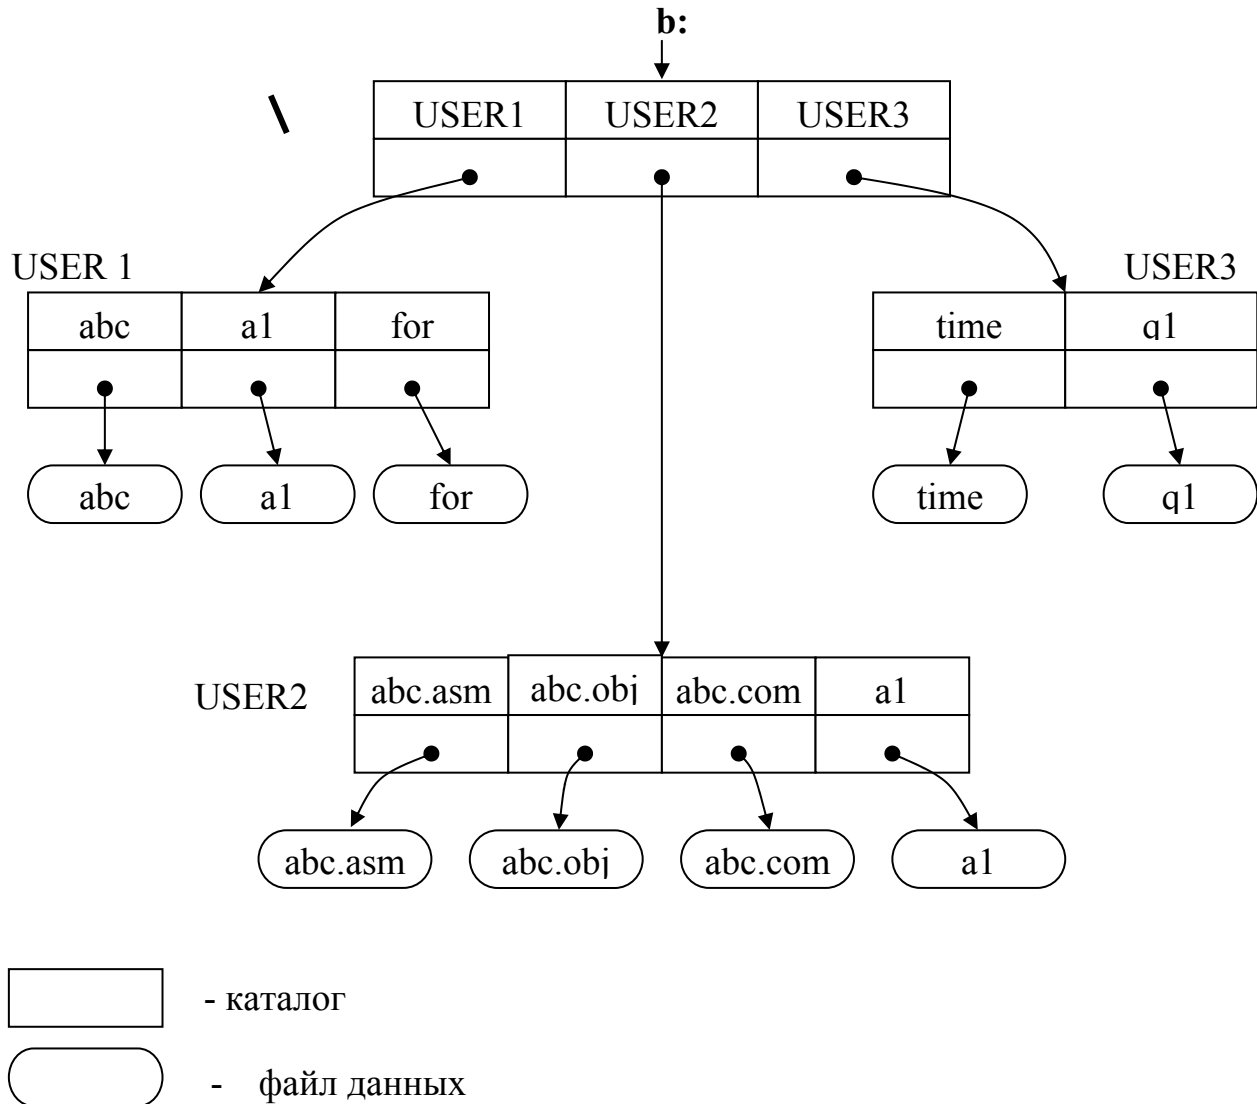 b:
\ USER1 USER2 USER3
USER 1 USER3
abc a1 for time q1
abc a1 for time q1
USER2 abc.asm abc.obj abc.com a1
abc.asm abc.obj abc.com a1
- каталог
- файл данных